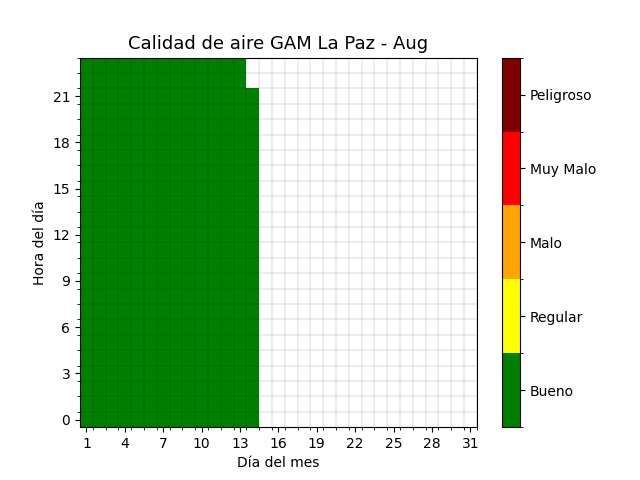 Calidad de aire GAM La Paz - Aug
Hora del día
21
18
15
12
9
6
3
0
1 4 7 10 13 16 19 22 25 28 31
Día del mes
Peligroso
Muy Malo
Malo
Regular
Bueno